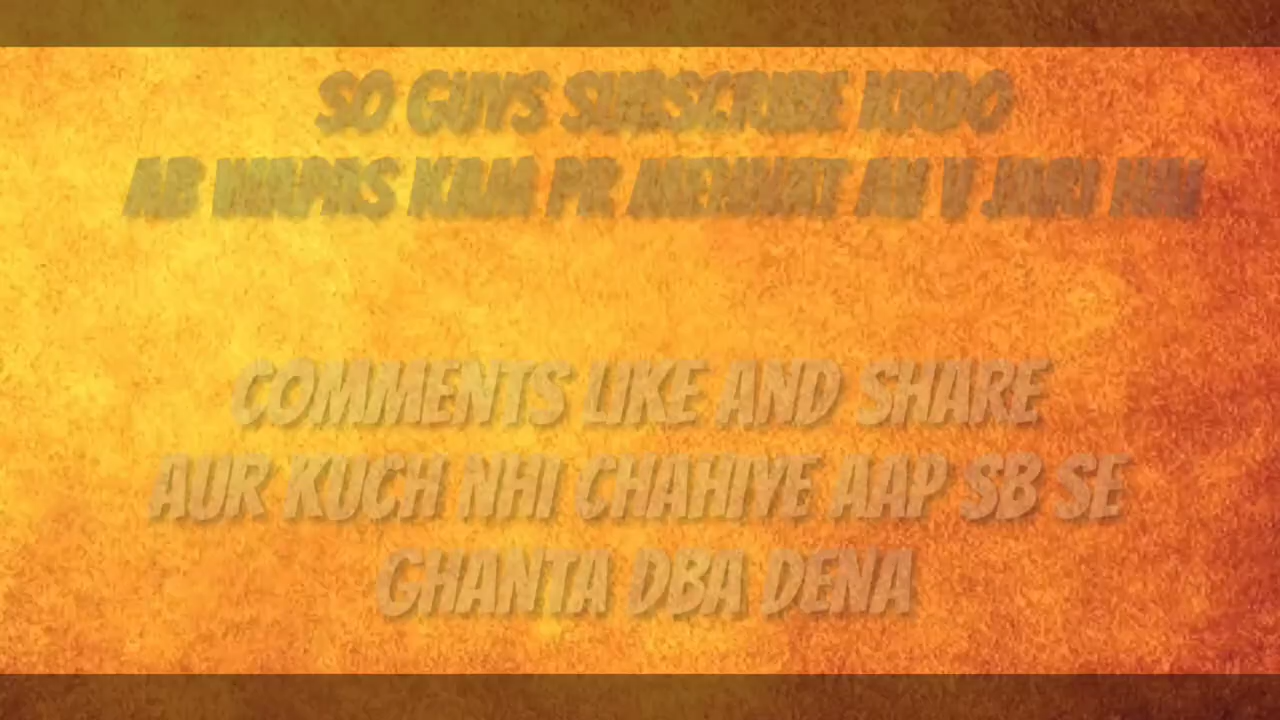 SO GUYS SUBSCRIBE KRDO
AB WAPAS KAM PR MEHNAT AB V JARI HAI
COMMENTS LIKE AND SHARE
AUR KUCH NHI CHAHIYE AAP SB SE
GHANTA DBA DENA